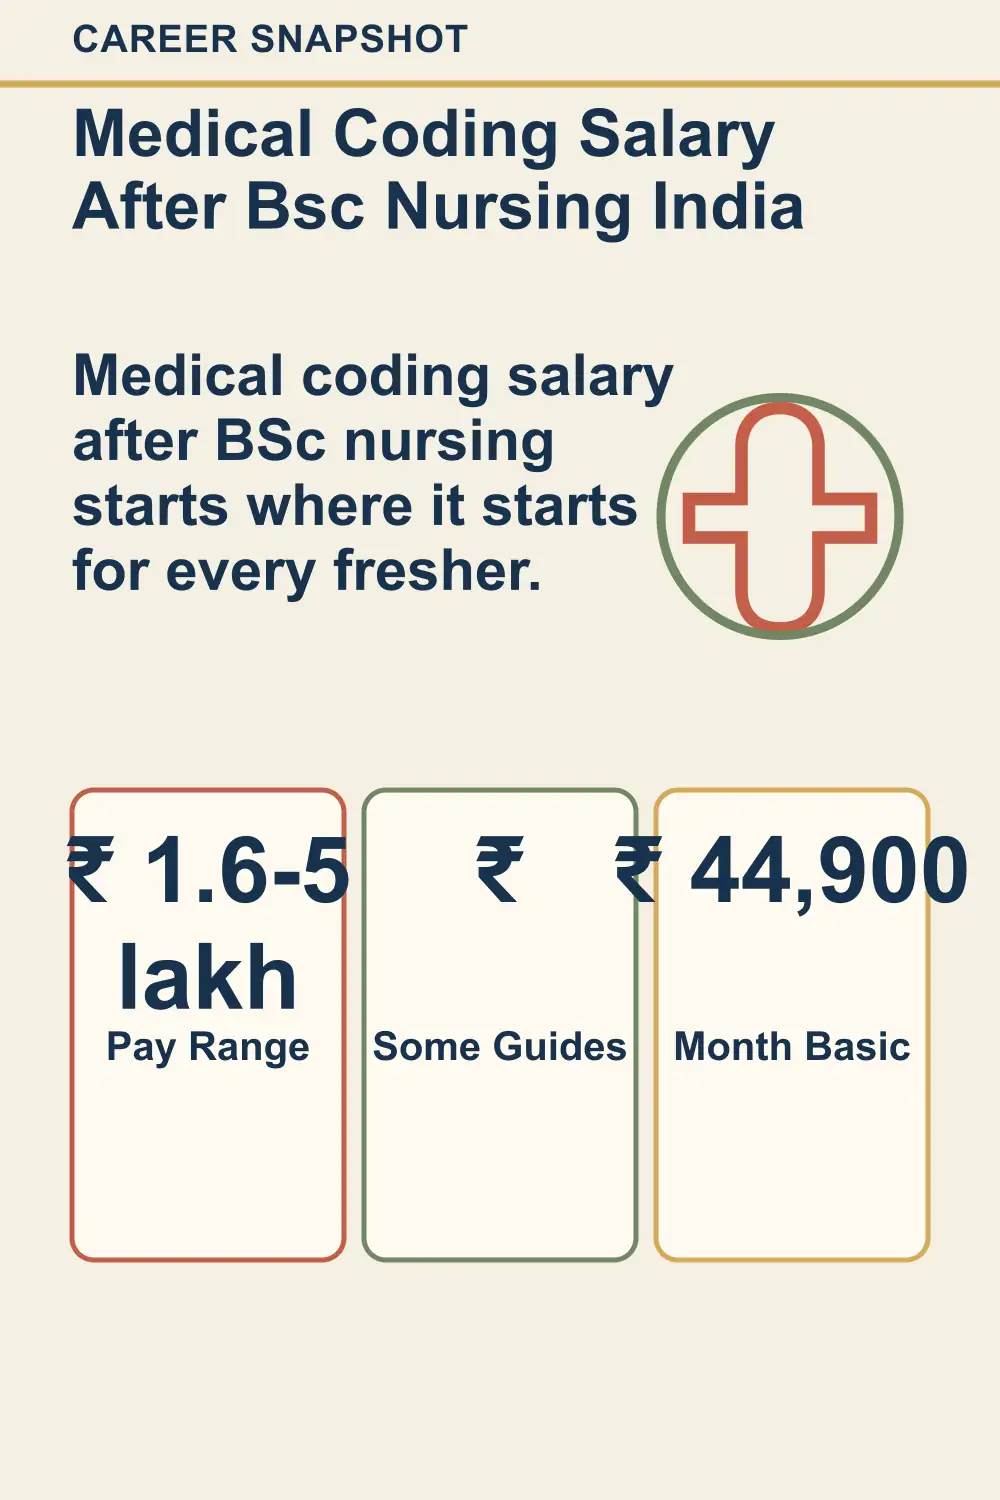 CAREER SNAPSHOT
Medical Coding Salary
After Bsc Nursing India
Medical coding salary
after BSc nursing
starts where it starts
for every fresher.
₹ 1.6-5
lakh
Pay Range
₹
Some Guides
₹ 44,900
Month Basic